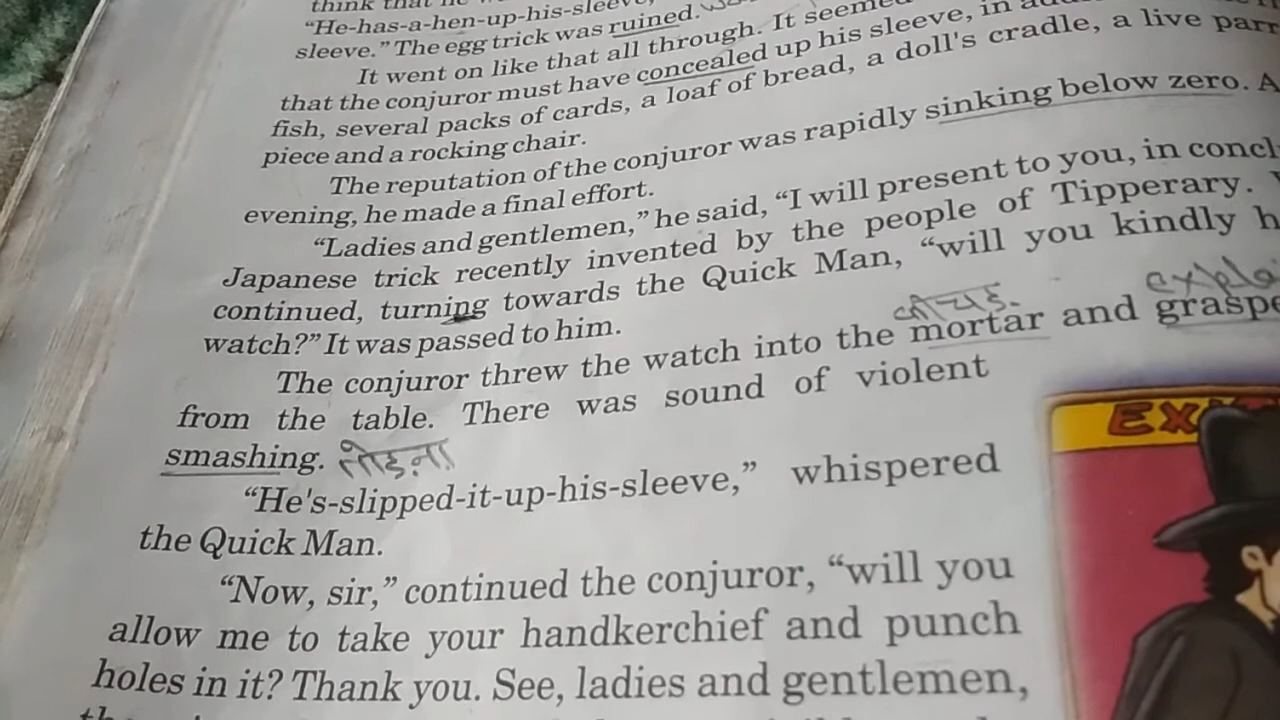 think that he
"He-has-a-hen-up-his-sleeve,
sleeve." The egg trick was ruined.
It went on like that all through. It seemed
that the conjuror must have concealed up his sleeve, in
fish, several packs of cards, a loaf of bread, a doll's cradle, a live
piece and a rocking chair.
The reputation of the conjuror was rapidly sinking below zero.
evening, he made a final effort.
"Ladies and gentlemen," he said, "I will present to you, in
Japanese trick recently invented by the people of Tipperary.
continued, turning towards the Quick Man, "will you kindly
watch?" It was passed to him.
The conjuror threw the watch into the mortar and
from the table. There was sound of violent
smashing. तोड़ना
"He's-slipped-it-up-his-sleeve," whispered
the Quick Man.
"Now, sir," continued the conjuror, "will you
allow me to take your handkerchief and punch
holes in it? Thank you. See, ladies and gentlemen,